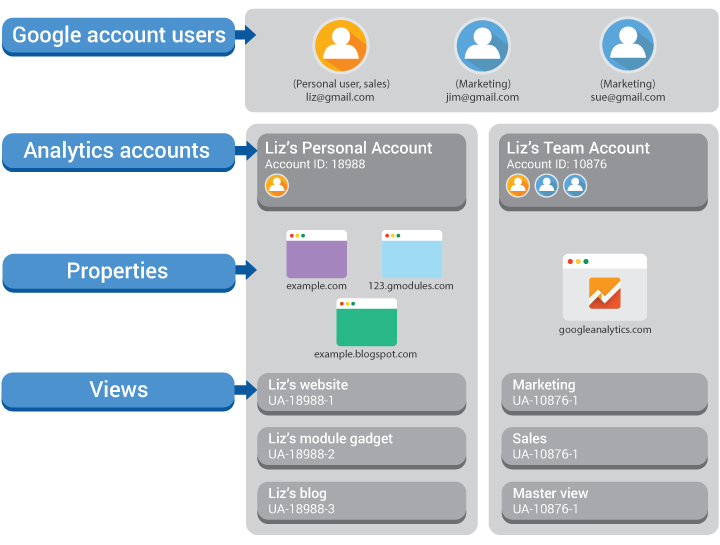 Google account users
(Personal user, sales)
liz@gmail.com
(Marketing)
jim@gmail.com
(Marketing)
sue@gmail.com
Analytics accounts
Liz's Personal Account
Account ID: 18988
Liz's Team Account
Account ID: 10876
Properties
example.com
123.gmodules.com
example.blogspot.com
googleanalytics.com
Views
Liz's website
UA-18988-1
Liz's module gadget
UA-18988-2
Liz's blog
UA-18988-3
Marketing
UA-10876-1
Sales
UA-10876-1
Master view
UA-10876-1